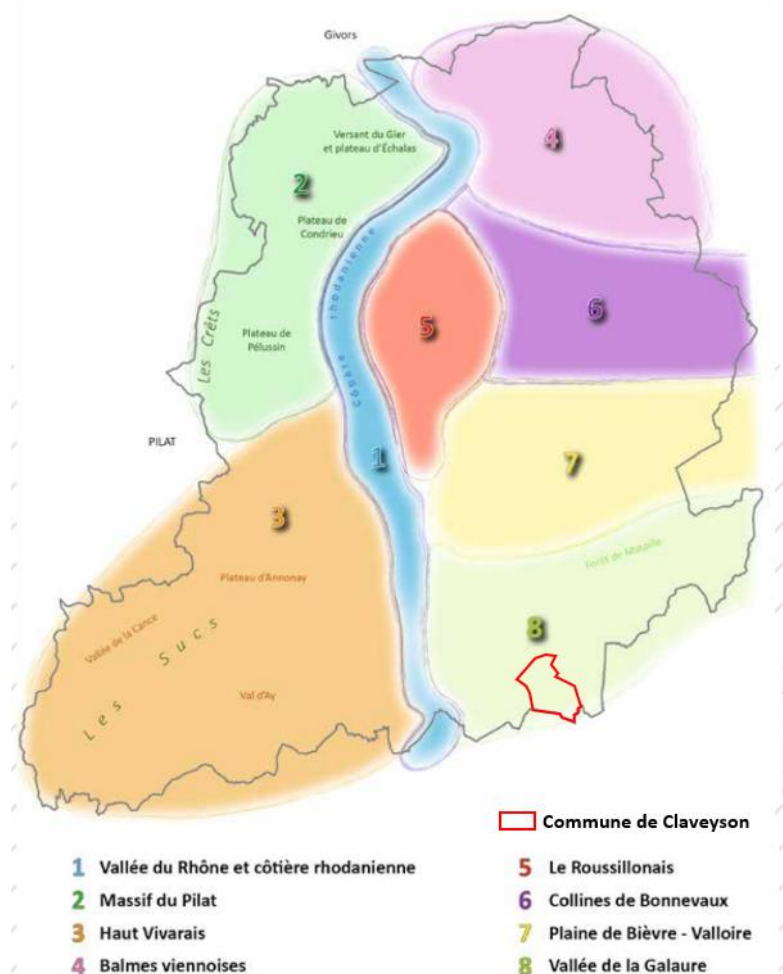 Givors
Versant du Gier
et plateau d'Échalas
4
2
Plateau de
Condrieu
Côtière rhodanienne
Les Crêts
6
5
Plateau de
Pélussin
PILAT
1
7
3
Plateau d'Annonay
Forêt de Mataille
Vallée de la Cance
Les Sucs
8
Val d'Ay
Commune de Claveyson
1 Vallée du Rhône et côtière rhodanienne
2 Massif du Pilat
3 Haut Vivarais
4 Balmes viennoises
5 Le Roussillonais
6 Collines de Bonnevaux
7 Plaine de Bièvre - Valloire
8 Vallée de la Galaure